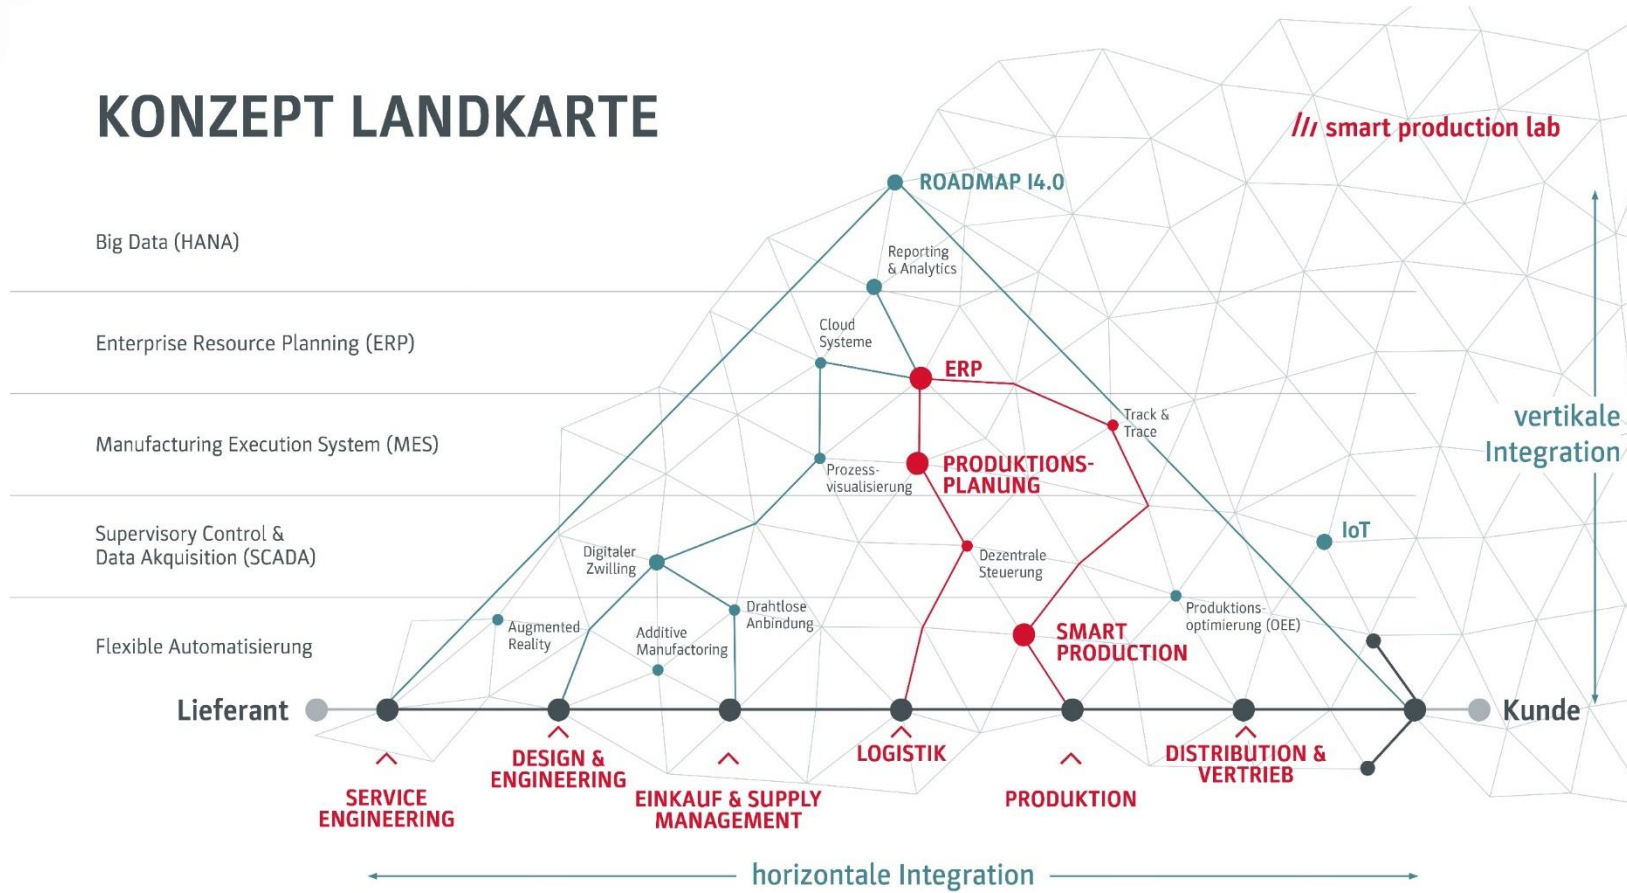 KONZEPT LANDKARTE
/// smart production lab
ROADMAP I4.0
Big Data (HANA)
Reporting
& Analytics
Enterprise Resource Planning (ERP)
Cloud
Systeme
ERP
Manufacturing Execution System (MES)
Track &
Trace
vertikale
Integration
Prozess-
visualisierung
PRODUKTIONS-
PLANUNG
Supervisory Control &
Data Akquisition (SCADA)
Digitaler
Zwilling
Dezentrale
Steuerung
IoT
Flexible Automatisierung
Augmented
Reality
Additive
Manufactoring
Drahtlose
Anbindung
SMART
PRODUCTION
Produktions-
optimierung (OEE)
Lieferant
Kunde
SERVICE
ENGINEERING
DESIGN &
ENGINEERING
EINKAUF & SUPPLY
MANAGEMENT
LOGISTIK
PRODUKTION
DISTRIBUTION &
VERTRIEB
horizontale Integration